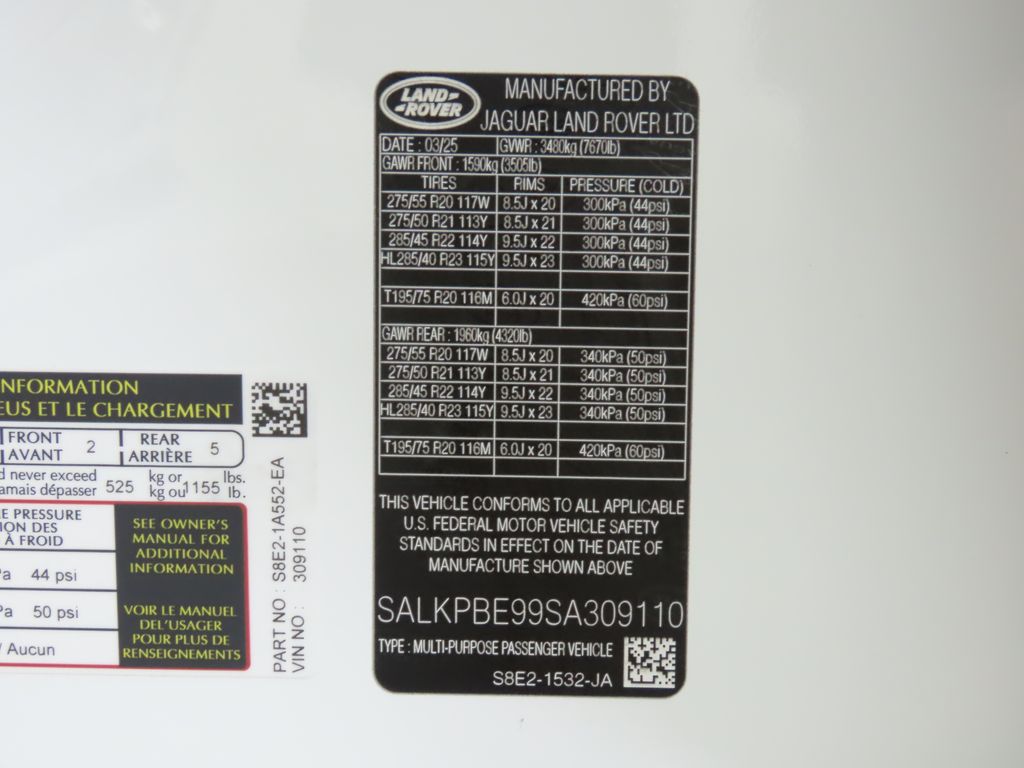 LAND-
-ROVER
MANUFACTURED BY
JAGUAR LAND ROVER LTD
DATE : 03/25 GVWR : 3480kg (7670lb)
GAWR FRONT : 1590kg (3505lb)
TIRES RIMS PRESSURE (COLD)
275/55 R20 117W 8.5J x 20 300kPa (44psi)
275/50 R21 113Y 8.5J x 21 300kPa (44psi)
285/45 R22 114Y 9.5J x 22 300kPa (44psi)
HL285/40 R23 115Y 9.5J x 23 300kPa (44psi)
T195/75 R20 116M 6.0J x 20 420kPa (60psi)
GAWR REAR : 1960kg (4320lb)
275/55 R20 117W 8.5J x 20 340kPa (50psi)
275/50 R21 113Y 8.5J x 21 340kPa (50psi)
285/45 R22 114Y 9.5J x 22 340kPa (50psi)
HL285/40 R23 115Y 9.5J x 23 340kPa (50psi)
T195/75 R20 116M 6.0J x 20 420kPa (60psi)
THIS VEHICLE CONFORMS TO ALL APPLICABLE
U.S. FEDERAL MOTOR VEHICLE SAFETY
STANDARDS IN EFFECT ON THE DATE OF
MANUFACTURE SHOWN ABOVE
SALKPBE99SA309110
TYPE : MULTI-PURPOSE PASSENGER VEHICLE
S8E2-1532-JA
NFORMATION
EUS ET LE CHARGEMENT
FRONT 2 REAR 5
AVANT ARRIÈRE
d never exceed 525 kg or 1155 lbs.
amais dépasser kg ou lb.
E PRESSURE
ION DES
À FROID
Pa 44 psi
Pa 50 psi
/ Aucun
SEE OWNER'S
MANUAL FOR
ADDITIONAL
INFORMATION
VOIR LE MANUEL
DEL'USAGER
POUR PLUS DE
RENSEIGNEMENTS
PART NO : S8E2-1A552-EA
VIN NO : 309110